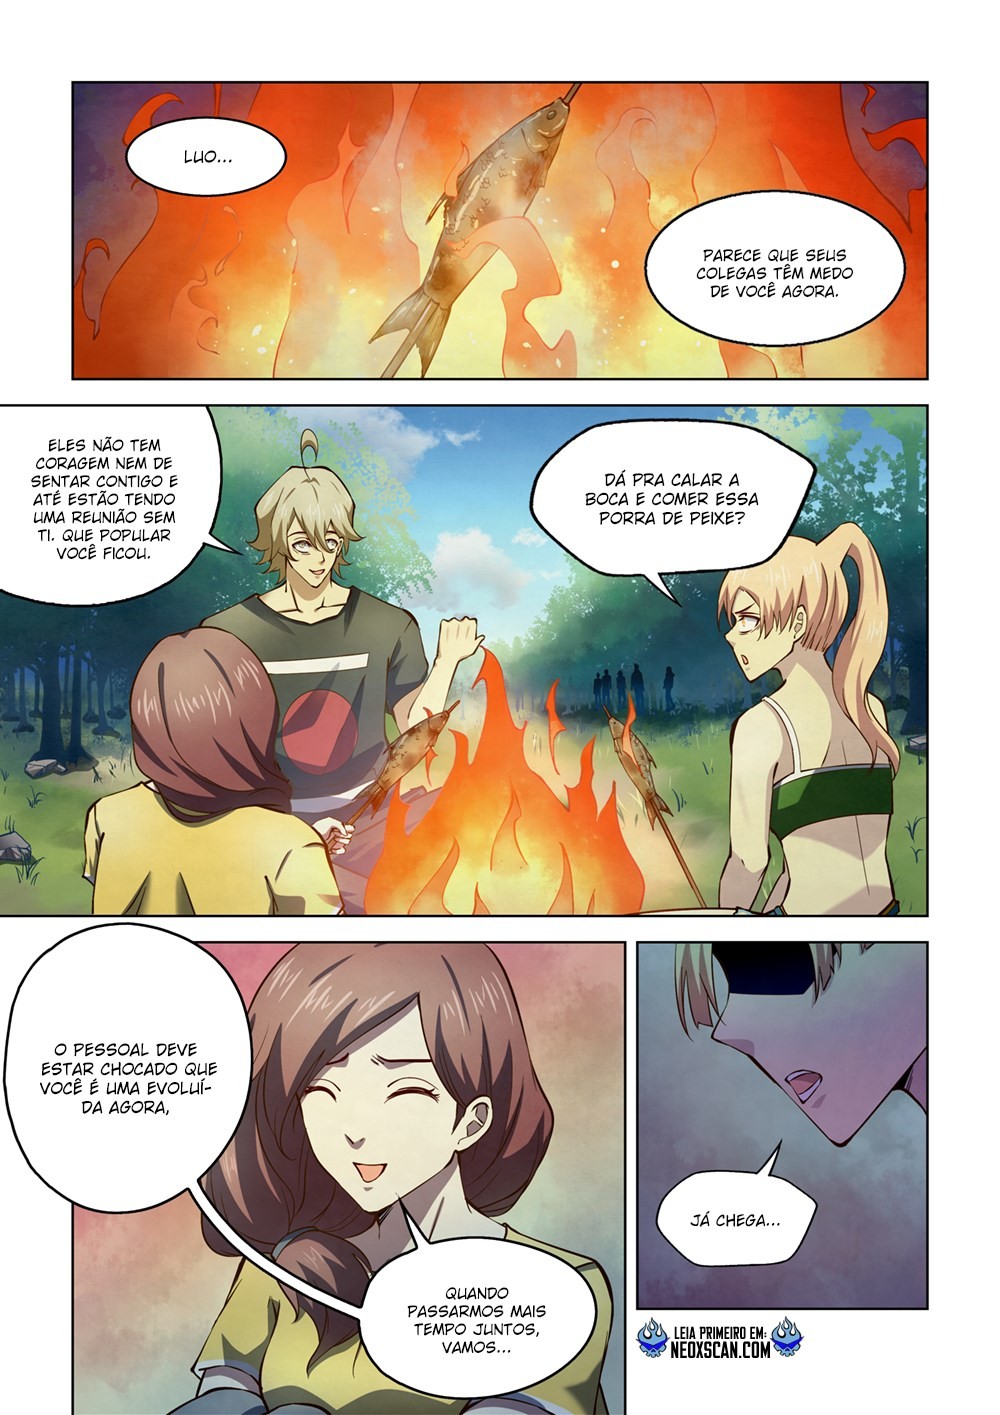 LUO...
PARECE QUE SEUS
COLEGAS TÊM MEDO
DE VOCÊ AGORA.
ELES NÃO TEM
CORAGEM NEM DE
SENTAR CONTIGO E
ATÉ ESTÃO TENDO
UMA REUNIÃO SEM
TI. QUE POPULAR
VOCÊ FICOU.
DÁ PRA CALAR A
BOCA E COMER ESSA
PORRA DE PEIXE?
O PESSOAL DEVE
ESTAR CHOCADO QUE
VOCÊ É UMA EVOLUÍ-
DA AGORA,
QUANDO
PASSARMOS MAIS
TEMPO JUNTOS,
VAMOS...
JÁ CHEGA...
LEIA PRIMEIRO EM:
NEOXSCAN.COM